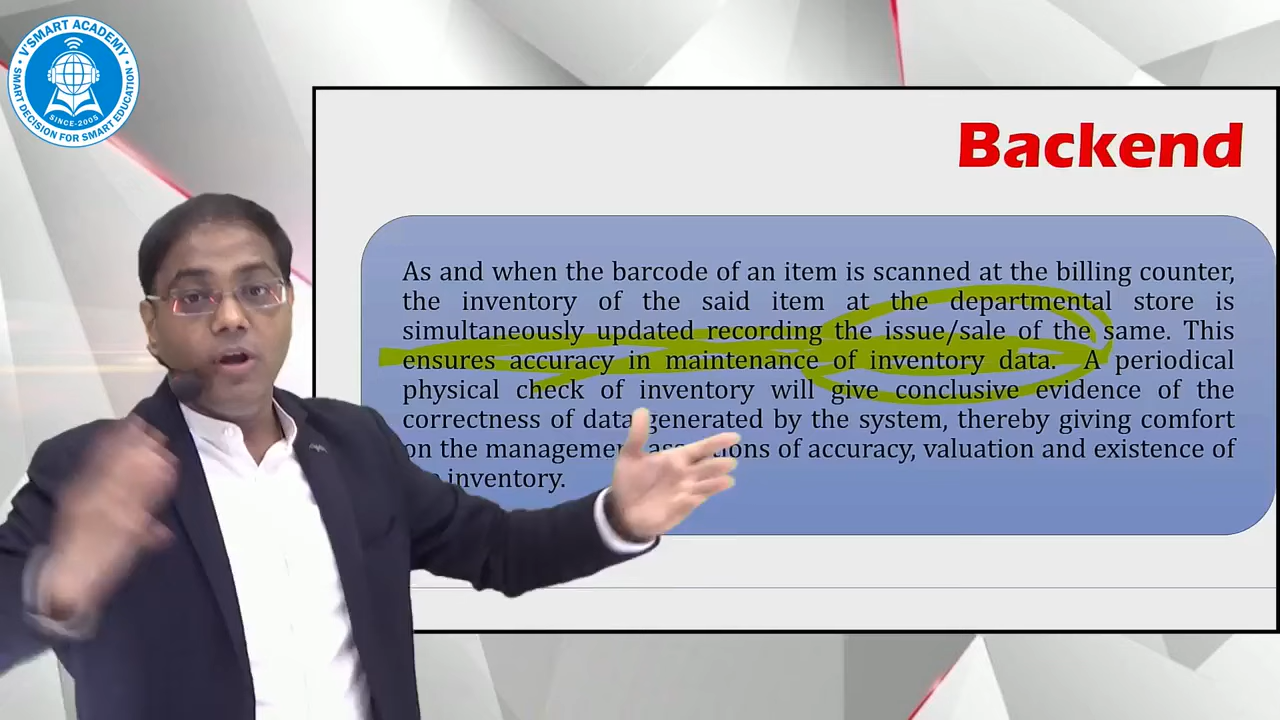 V'SMART ACADEMY
SMART DECISION FOR SMART EDUCATION
SINCE-2005
Backend
As and when the barcode of an item is scanned at the billing counter,
the inventory of the said item at the departmental store is
simultaneously updated recording the issue/sale of the same. This
ensures accuracy in maintenance of inventory data. A periodical
physical check of inventory will give conclusive evidence of the
correctness of data generated by the system, thereby giving comfort
on the of accuracy, valuation and existence of
inventory.